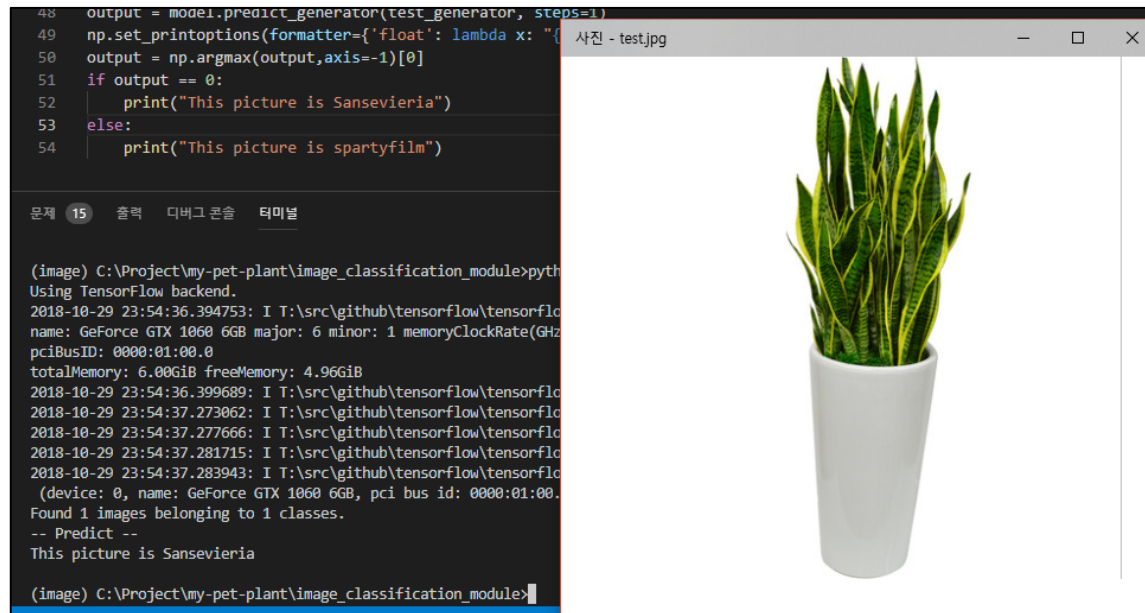 48 output = model.predict_generator(test_generator, steps=1)
49 np.set_printoptions(formatter={'float': lambda x: "{
50 output = np.argmax(output,axis=-1)[0]
51 if output == 0:
52 print("This picture is Sansevieria")
53 else:
54 print("This picture is spartyfilm")
문제 15 출력 디버그 콘솔 터미널
(image) C:\Project\my-pet-plant\image_classification_module>pyth
Using TensorFlow backend.
2018-10-29 23:54:36.394753: I T:\src\github\tensorflow\tensorflo
name: GeForce GTX 1060 6GB major: 6 minor: 1 memoryClockRate(GHz
pciBusID: 0000:01:00.0
totalMemory: 6.00GiB freeMemory: 4.96GiB
2018-10-29 23:54:36.399689: I T:\src\github\tensorflow\tensorflo
2018-10-29 23:54:37.273062: I T:\src\github\tensorflow\tensorflo
2018-10-29 23:54:37.277666: I T:\src\github\tensorflow\tensorflo
2018-10-29 23:54:37.281715: I T:\src\github\tensorflow\tensorflo
2018-10-29 23:54:37.283943: I T:\src\github\tensorflow\tensorflo
(device: 0, name: GeForce GTX 1060 6GB, pci bus id: 0000:01:00.
Found 1 images belonging to 1 classes.
-- Predict --
This picture is Sansevieria
(image) C:\Project\my-pet-plant\image_classification_module>
사진 - test.jpg